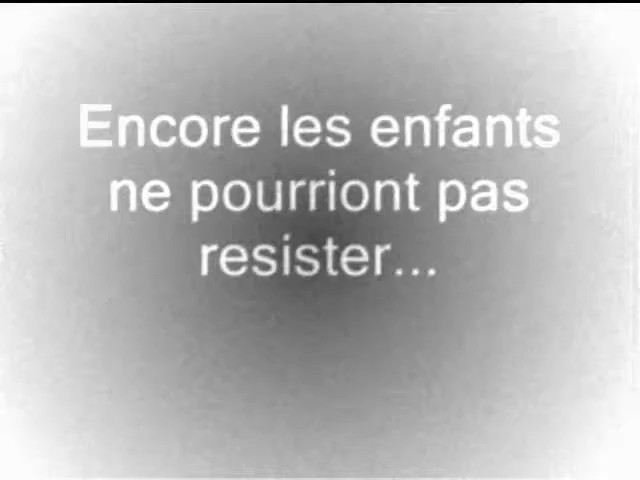 Encore les enfants
ne pourriont pas
resister...